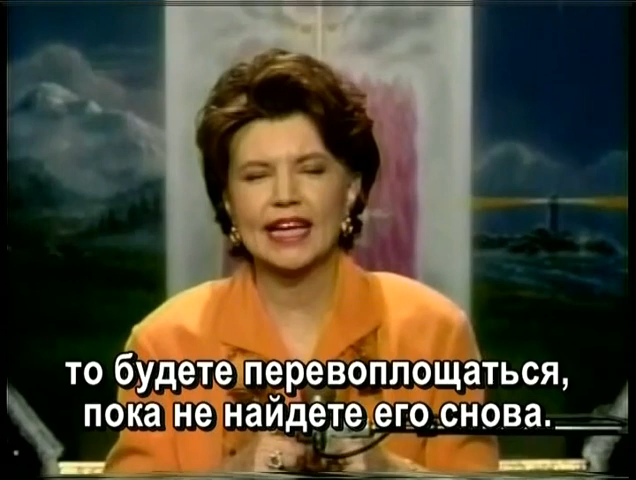 то будете перевоплощаться,
пока не найдете его снова.